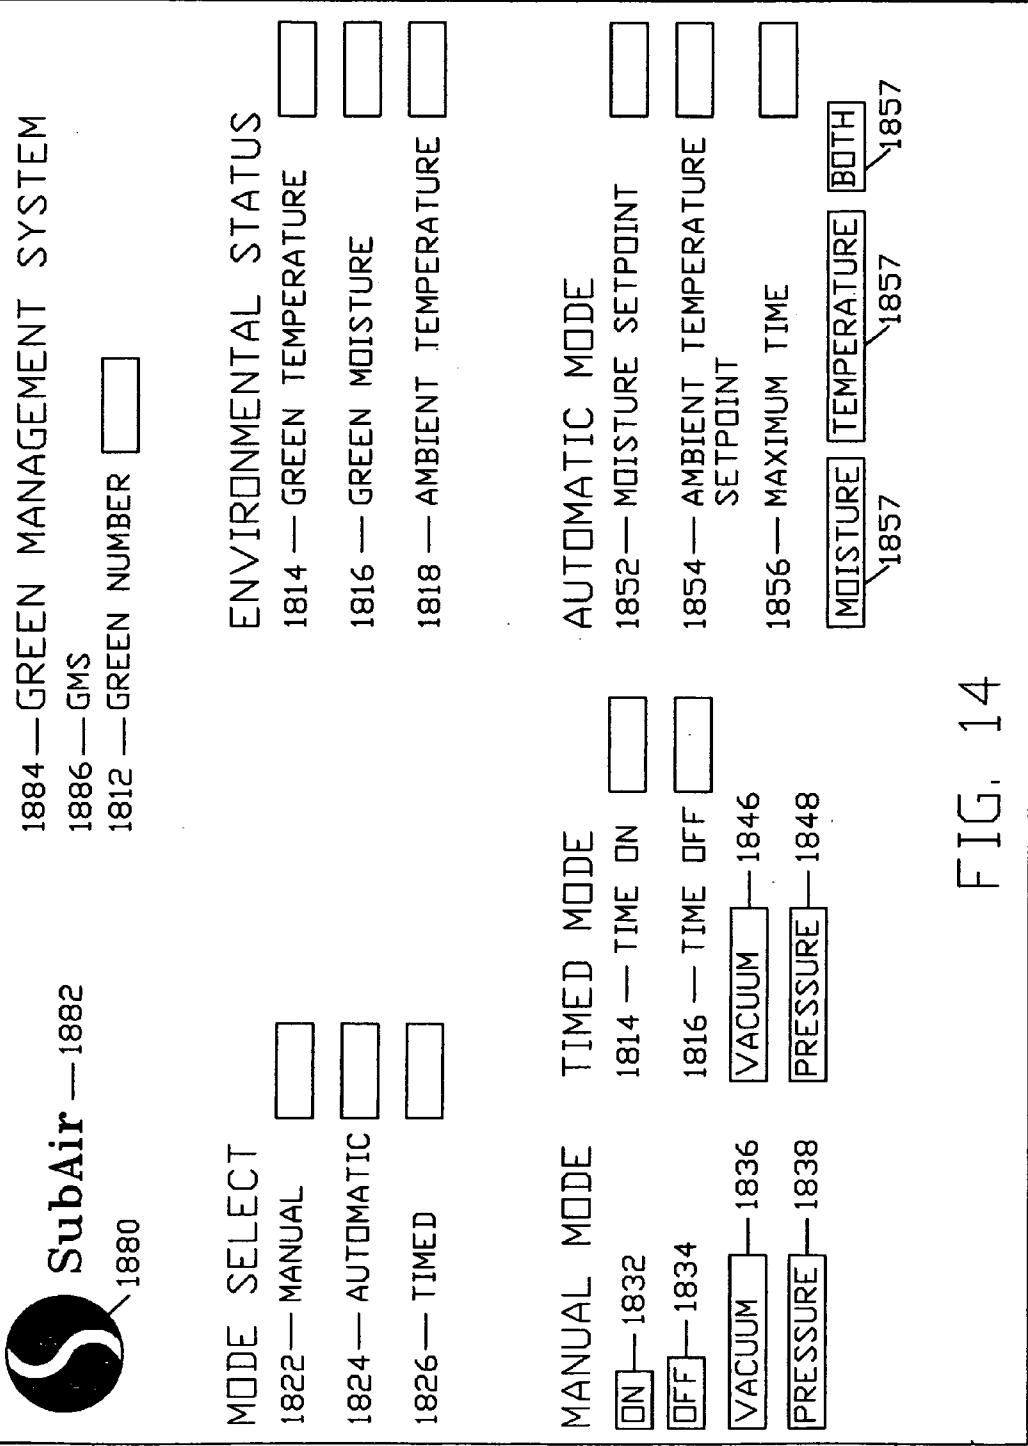 SubAir—1882
1880
1884—GREEN MANAGEMENT SYSTEM
1886—GMS
1812—GREEN NUMBER
MODE SELECT
1822—MANUAL
1824—AUTOMATIC
1826—TIMED
ENVIRONMENTAL STATUS
1814—GREEN TEMPERATURE
1816—GREEN MOISTURE
1818—AMBIENT TEMPERATURE
MANUAL MODE
ON—1832
OFF—1834
VACUUM—1836
PRESSURE—1838
TIMED MODE
1814—TIME ON
1816—TIME OFF
VACUUM—1846
PRESSURE—1848
AUTOMATIC MODE
1852—MOISTURE SETPOINT
1854—AMBIENT TEMPERATURE
SETPOINT
1856—MAXIMUM TIME
MOISTURE TEMPERATURE BOTH
1857 1857 1857
FIG. 14